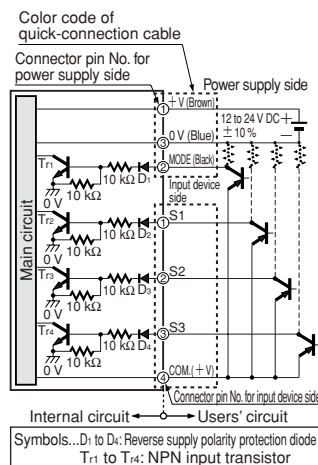 Color code of
quick-connection cable
Connector pin No. for
power supply side
Power supply side
1 + V (Brown)
12 to 24 V DC +
± 10 % −
3 0 V (Blue)
Tr1
10 kΩ D1 2 MODE (Black)
10 kΩ
0 V
Input device
side
Main circuit
Tr2
10 kΩ D2 1 S1
10 kΩ
0 V
Tr3
10 kΩ D3 2 S2
10 kΩ
0 V
Tr4
10 kΩ D4 3 S3
10 kΩ
0 V
4 COM.(+ V)
Connector pin No. for input device side
Internal circuit Users' circuit
Symbols...D1 to D4: Reverse supply polarity protection diode
Tr1 to Tr4: NPN input transistor